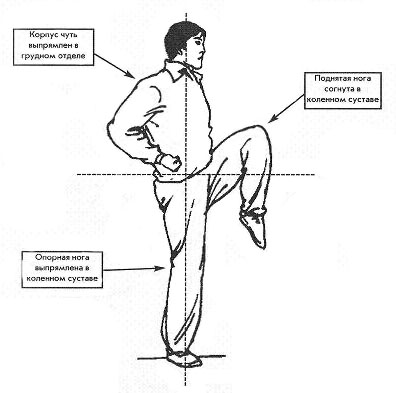 Корпус чуть
выпрямлен в
грудном отделе
Поднятая нога
согнута в
коленном суставе
Опорная нога
выпрямлена в
коленном суставе